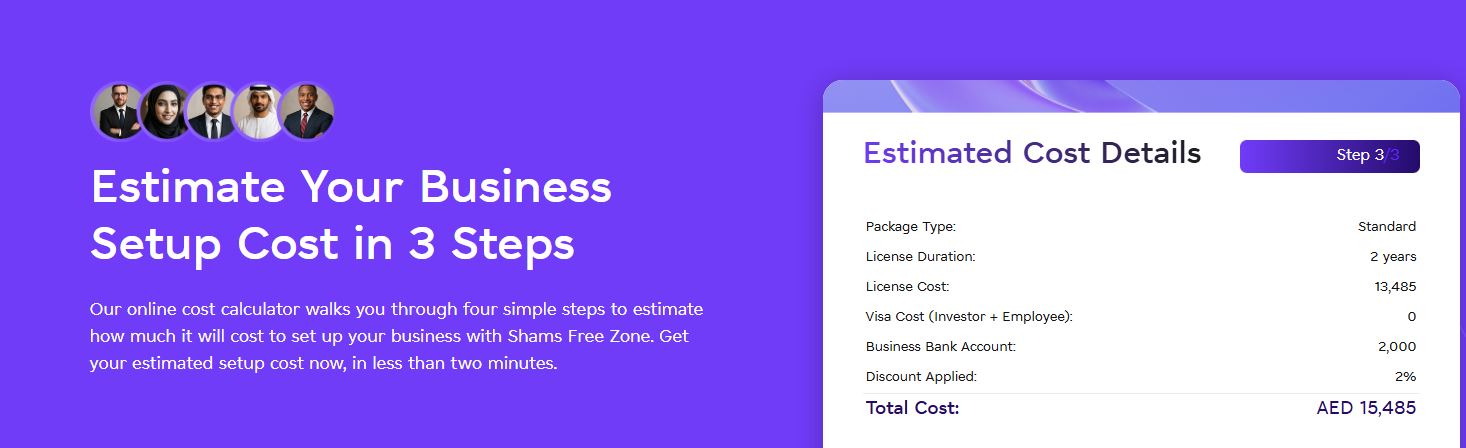 Estimate Your Business
Setup Cost in 3 Steps
Our online cost calculator walks you through four simple steps to estimate
how much it will cost to set up your business with Shams Free Zone. Get
your estimated setup cost now, in less than two minutes.
Estimated Cost Details
Step 3/3
Package Type: Standard
License Duration: 2 years
License Cost: 13,485
Visa Cost (Investor + Employee): 0
Business Bank Account: 2,000
Discount Applied: 2%
Total Cost: AED 15,485